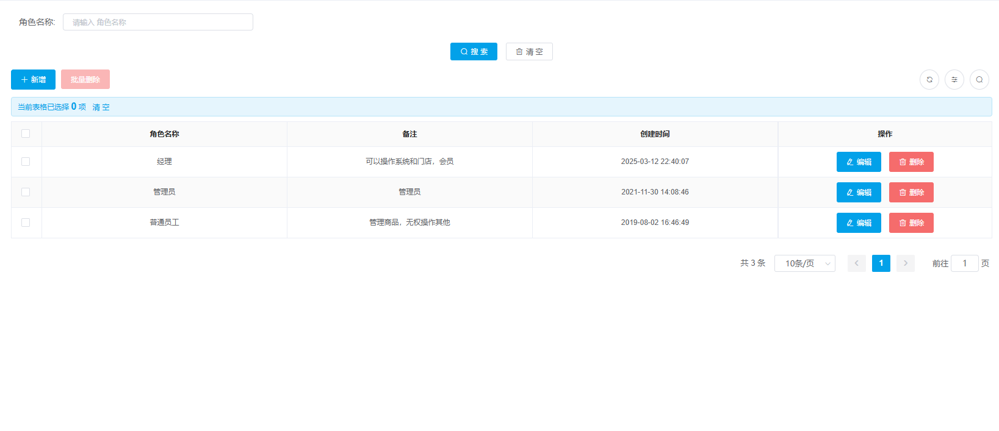 角色名称: 请输入 角色名称
搜 索 清 空
新增 批量删除
当前表格已选择 0 项 清 空
角色名称 备注 创建时间 操作
经理 可以操作系统和门店，会员 2025-03-12 22:40:07 编辑 删除
管理员 管理员 2021-11-30 14:08:46 编辑 删除
普通员工 管理商品，无权操作其他 2019-08-02 16:46:49 编辑 删除
共 3 条 10条/页 1 前往 1 页